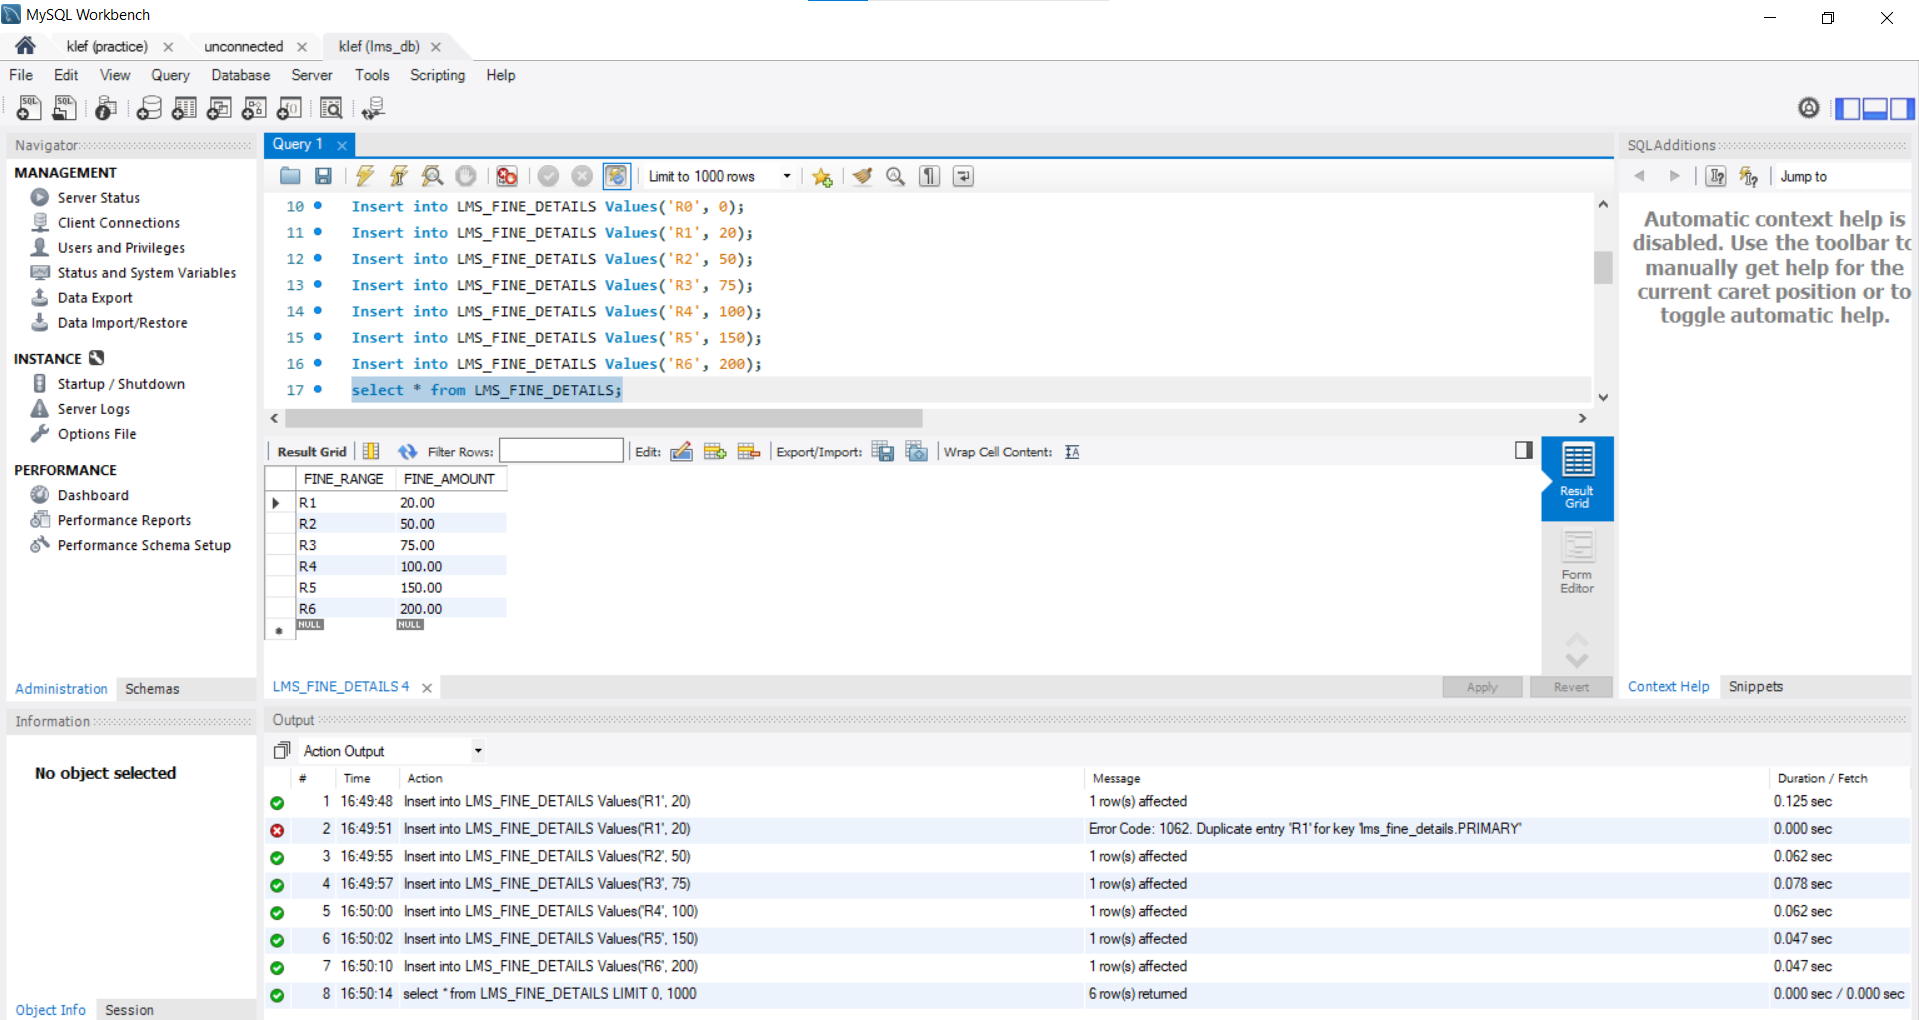 MySQL Workbench
klef (practice)
unconnected
klef (lms_db)
File Edit View Query Database Server Tools Scripting Help
Navigator
MANAGEMENT
Server Status
Client Connections
Users and Privileges
Status and System Variables
Data Export
Data Import/Restore
INSTANCE
Startup / Shutdown
Server Logs
Options File
PERFORMANCE
Dashboard
Performance Reports
Performance Schema Setup
Administration Schemas
Information
No object selected
Object Info Session
Query 1
Limit to 1000 rows
10 Insert into LMS_FINE_DETAILS Values('R0', 0);
11 Insert into LMS_FINE_DETAILS Values('R1', 20);
12 Insert into LMS_FINE_DETAILS Values('R2', 50);
13 Insert into LMS_FINE_DETAILS Values('R3', 75);
14 Insert into LMS_FINE_DETAILS Values('R4', 100);
15 Insert into LMS_FINE_DETAILS Values('R5', 150);
16 Insert into LMS_FINE_DETAILS Values('R6', 200);
17 select * from LMS_FINE_DETAILS;
Result Grid Filter Rows: Edit: Export/Import: Wrap Cell Content:
FINE_RANGE FINE_AMOUNT
R1 20.00
R2 50.00
R3 75.00
R4 100.00
R5 150.00
R6 200.00
NULL NULL
Result
Grid
Form
Editor
LMS_FINE_DETAILS 4
Apply Revert
SQLAdditions
Jump to
Automatic context help is
disabled. Use the toolbar to
manually get help for the
current caret position or to
toggle automatic help.
Context Help Snippets
Output
Action Output
# Time Action Message Duration / Fetch
1 16:49:48 Insert into LMS_FINE_DETAILS Values('R1', 20) 1 row(s) affected 0.125 sec
2 16:49:51 Insert into LMS_FINE_DETAILS Values('R1', 20) Error Code: 1062. Duplicate entry 'R1' for key 'lms_fine_details.PRIMARY' 0.000 sec
3 16:49:55 Insert into LMS_FINE_DETAILS Values('R2', 50) 1 row(s) affected 0.062 sec
4 16:49:57 Insert into LMS_FINE_DETAILS Values('R3', 75) 1 row(s) affected 0.078 sec
5 16:50:00 Insert into LMS_FINE_DETAILS Values('R4', 100) 1 row(s) affected 0.062 sec
6 16:50:02 Insert into LMS_FINE_DETAILS Values('R5', 150) 1 row(s) affected 0.047 sec
7 16:50:10 Insert into LMS_FINE_DETAILS Values('R6', 200) 1 row(s) affected 0.047 sec
8 16:50:14 select * from LMS_FINE_DETAILS LIMIT 0, 1000 6 row(s) returned 0.000 sec / 0.000 sec